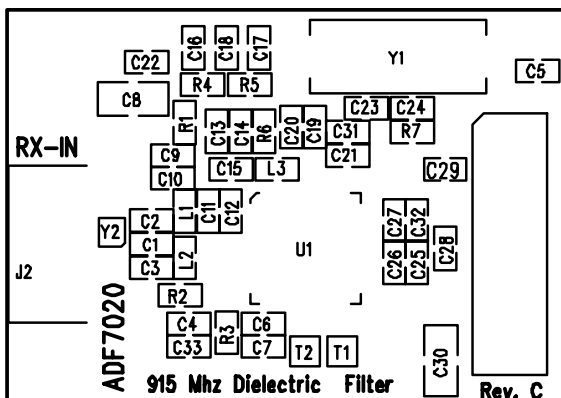 C16
C18
C17
C22
Y1
C5
R4
R5
C8
C23
C24
R1
C13
C14
R6
C20
C19
C31
R7
RX-IN
C9
C21
C10
C15
L3
C29
L1
C11
C12
C27
C32
C2
Y2
C1
U1
C28
C3
L2
C26
C25
J2
R2
ADF7020
C4
R3
C6
C33
C7
T2
T1
C30
915 Mhz Dielectric Filter
Rev. C